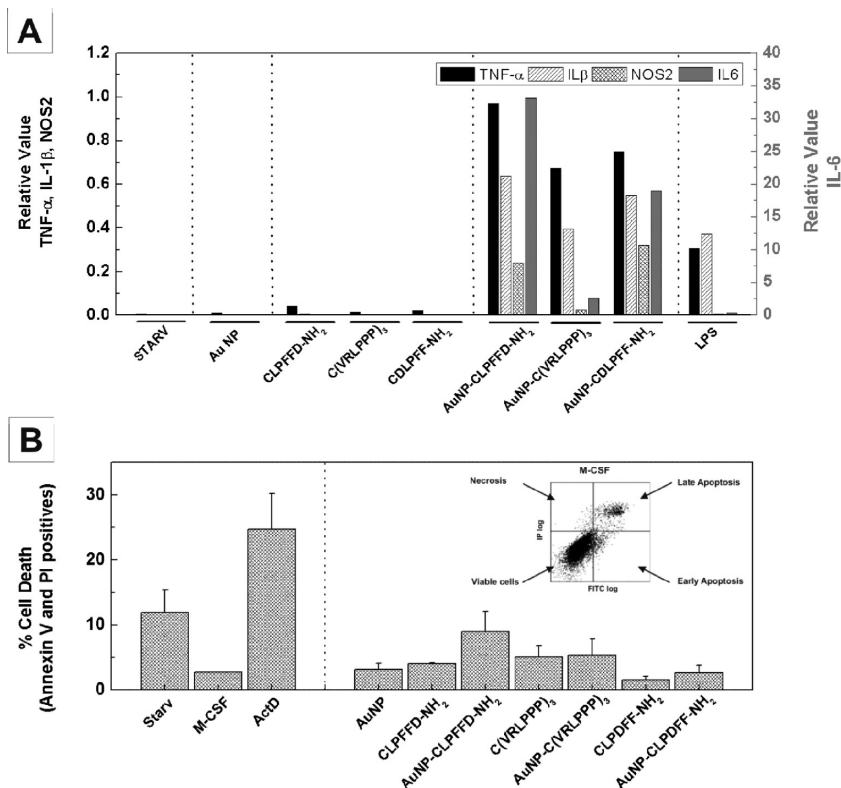 A
1.2
1.0
0.8
0.6
0.4
0.2
0.0
Relative Value
TNF-α, IL-1β, NOS2
40
35
30
25
20
15
10
5
0
Relative Value
IL-6
TNF-α ILβ NOS2 IL6
STARV
Au NP
CLPFFD-NH₂
C(VRLPPP)₃
CDLPFF-NH₂
AuNP-CLPFFD-NH₂
AuNP-C(VRLPPP)₃
AuNP-CDLPFF-NH₂
LPS
B
% Cell Death
(Annexin V and PI positives)
30
20
10
0
M-CSF
Necrosis
Late Apoptosis
IP log
Viable cells
Early Apoptosis
FITC log
Starv
M-CSF
ActD
AuNP
CLPFFD-NH₂
AuNP-CLPFFD-NH₂
C(VRLPPP)₃
AuNP-C(VRLPPP)₃
CLPDFF-NH₂
AuNP-CLPDFF-NH₂